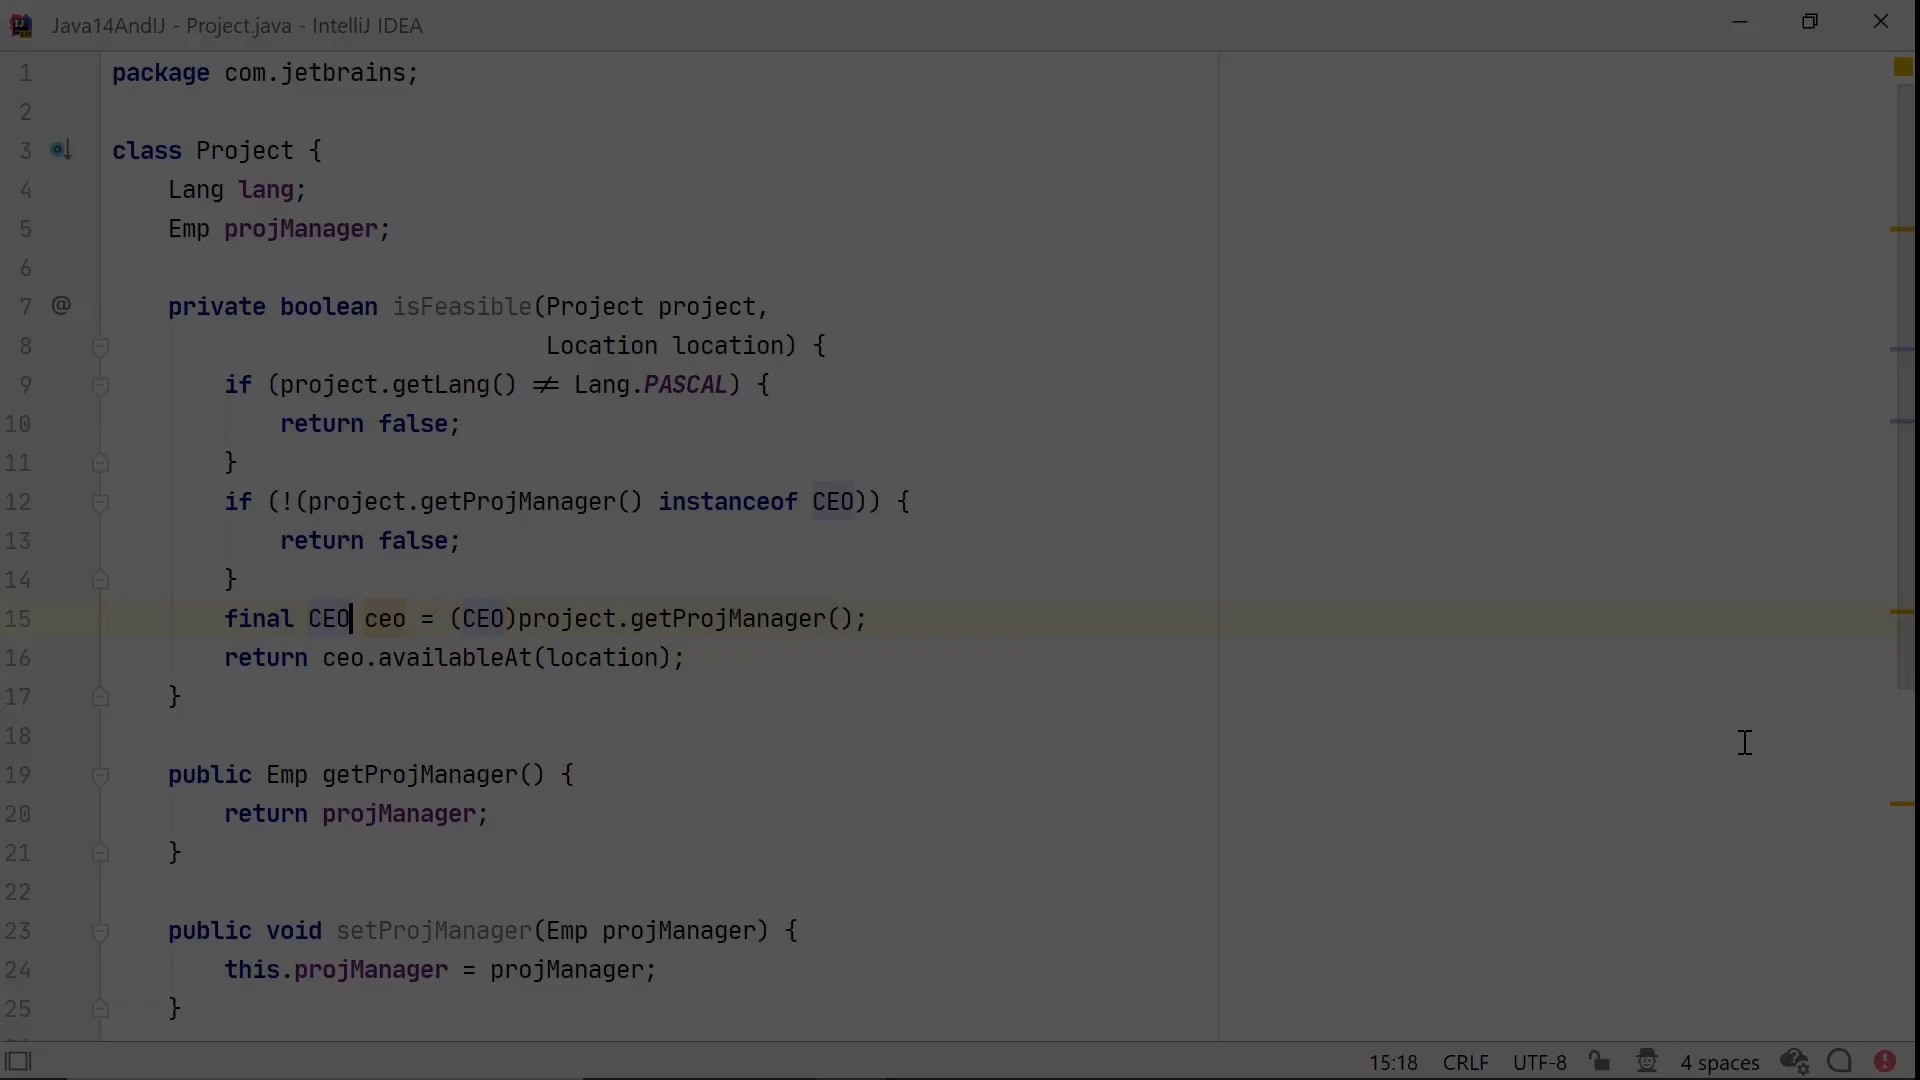 Java14AndIJ - Project.java - IntelliJ IDEA
1 package com.jetbrains;
2
3 class Project {
4 Lang lang;
5 Emp projManager;
6
7 @ private boolean isFeasible(Project project,
8 Location location) {
9 if (project.getLang() ≠ Lang.PASCAL) {
10 return false;
11 }
12 if (!(project.getProjManager() instanceof CEO)) {
13 return false;
14 }
15 final CEO ceo = (CEO)project.getProjManager();
16 return ceo.availableAt(location);
17 }
18
19 public Emp getProjManager() {
20 return projManager;
21 }
22
23 public void setProjManager(Emp projManager) {
24 this.projManager = projManager;
25 }
15:18 CRLF UTF-8 4 spaces